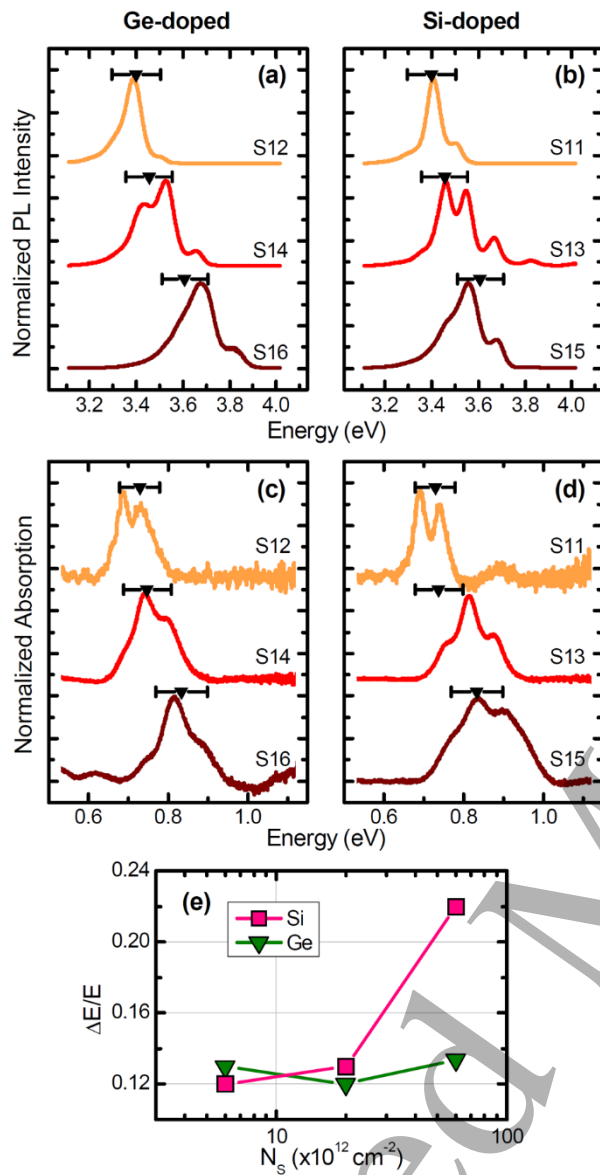 Ge-doped
Si-doped
(a)
(b)
S12
S11
S14
S13
S16
S15
Normalized PL Intensity
3.2 3.4 3.6 3.8 4.0
3.2 3.4 3.6 3.8 4.0
Energy (eV)
(c)
(d)
S12
S11
S14
S13
S16
S15
Normalized Absorption
0.6 0.8 1.0
0.6 0.8 1.0
Energy (eV)
(e)
Si
Ge
0.24
0.20
0.16
0.12
ΔE/E
10 100
N_S (x10^12 cm^-2)